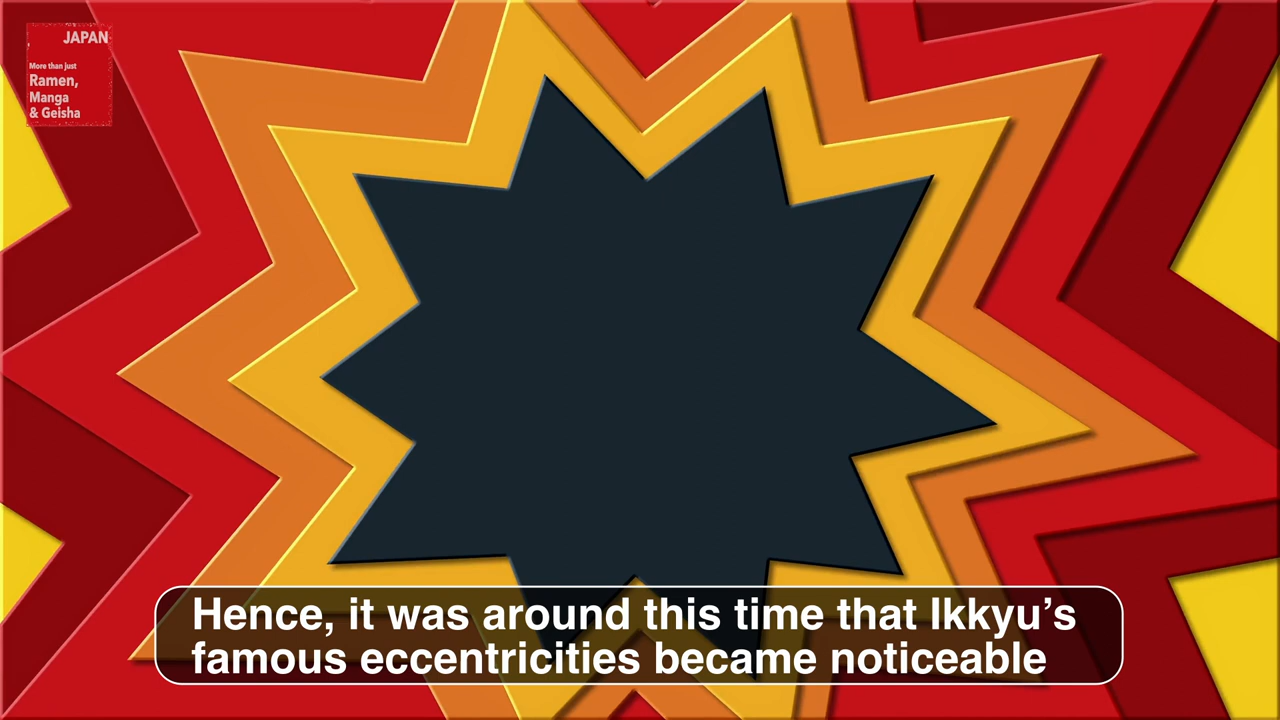 JAPAN
More than just
Ramen,
Manga
& Geisha
Hence, it was around this time that Ikkyu’s
famous eccentricities became noticeable